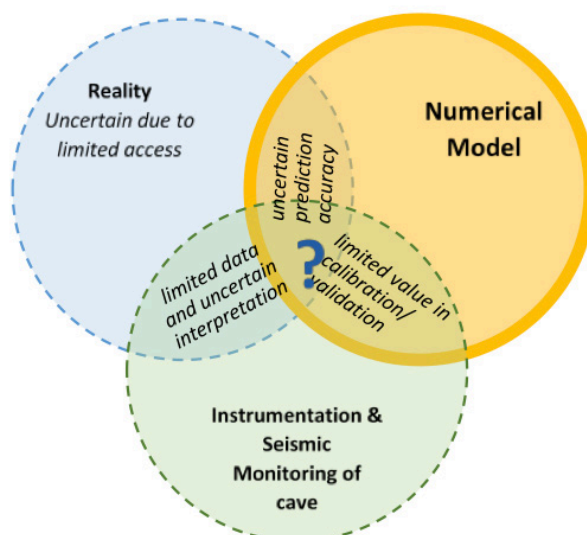 Reality
Uncertain due to
limited access
Numerical
Model
uncertain
prediction
accuracy
limited data
and uncertain
interpretation
?
limited value in
calibration/
validation
Instrumentation &
Seismic
Monitoring of
cave